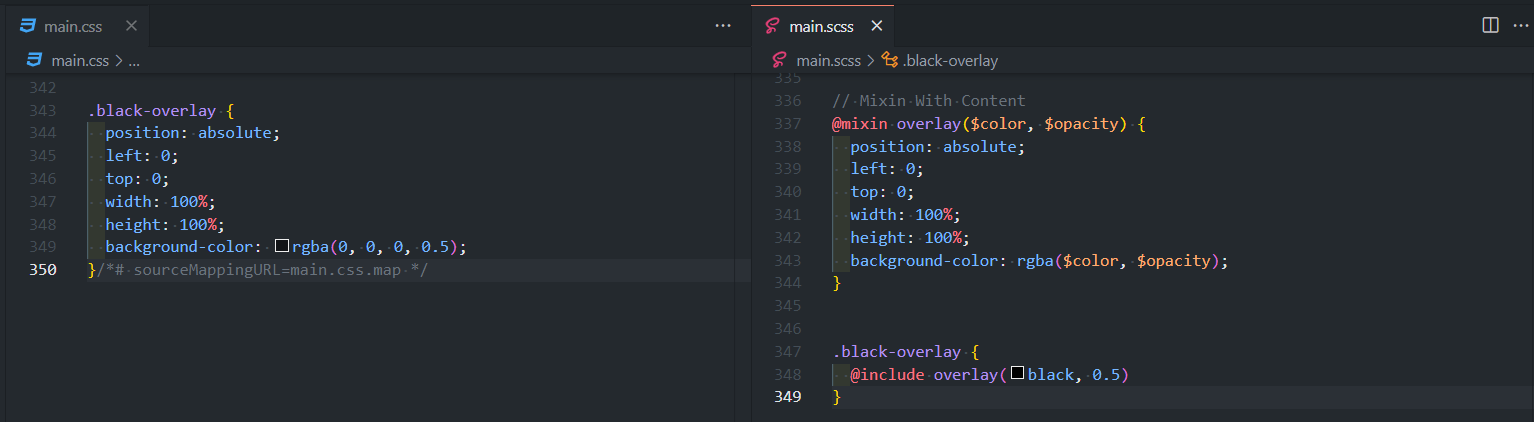 main.css
main.css > ...
342
343 .black-overlay {
344 position: absolute;
345 left: 0;
346 top: 0;
347 width: 100%;
348 height: 100%;
349 background-color: rgba(0, 0, 0, 0.5);
350 }/*# sourceMappingURL=main.css.map */
main.scss
main.scss > .black-overlay
335
336 // Mixin With Content
337 @mixin overlay($color, $opacity) {
338 position: absolute;
339 left: 0;
340 top: 0;
341 width: 100%;
342 height: 100%;
343 background-color: rgba($color, $opacity);
344 }
345
346
347 .black-overlay {
348 @include overlay(black, 0.5)
349 }